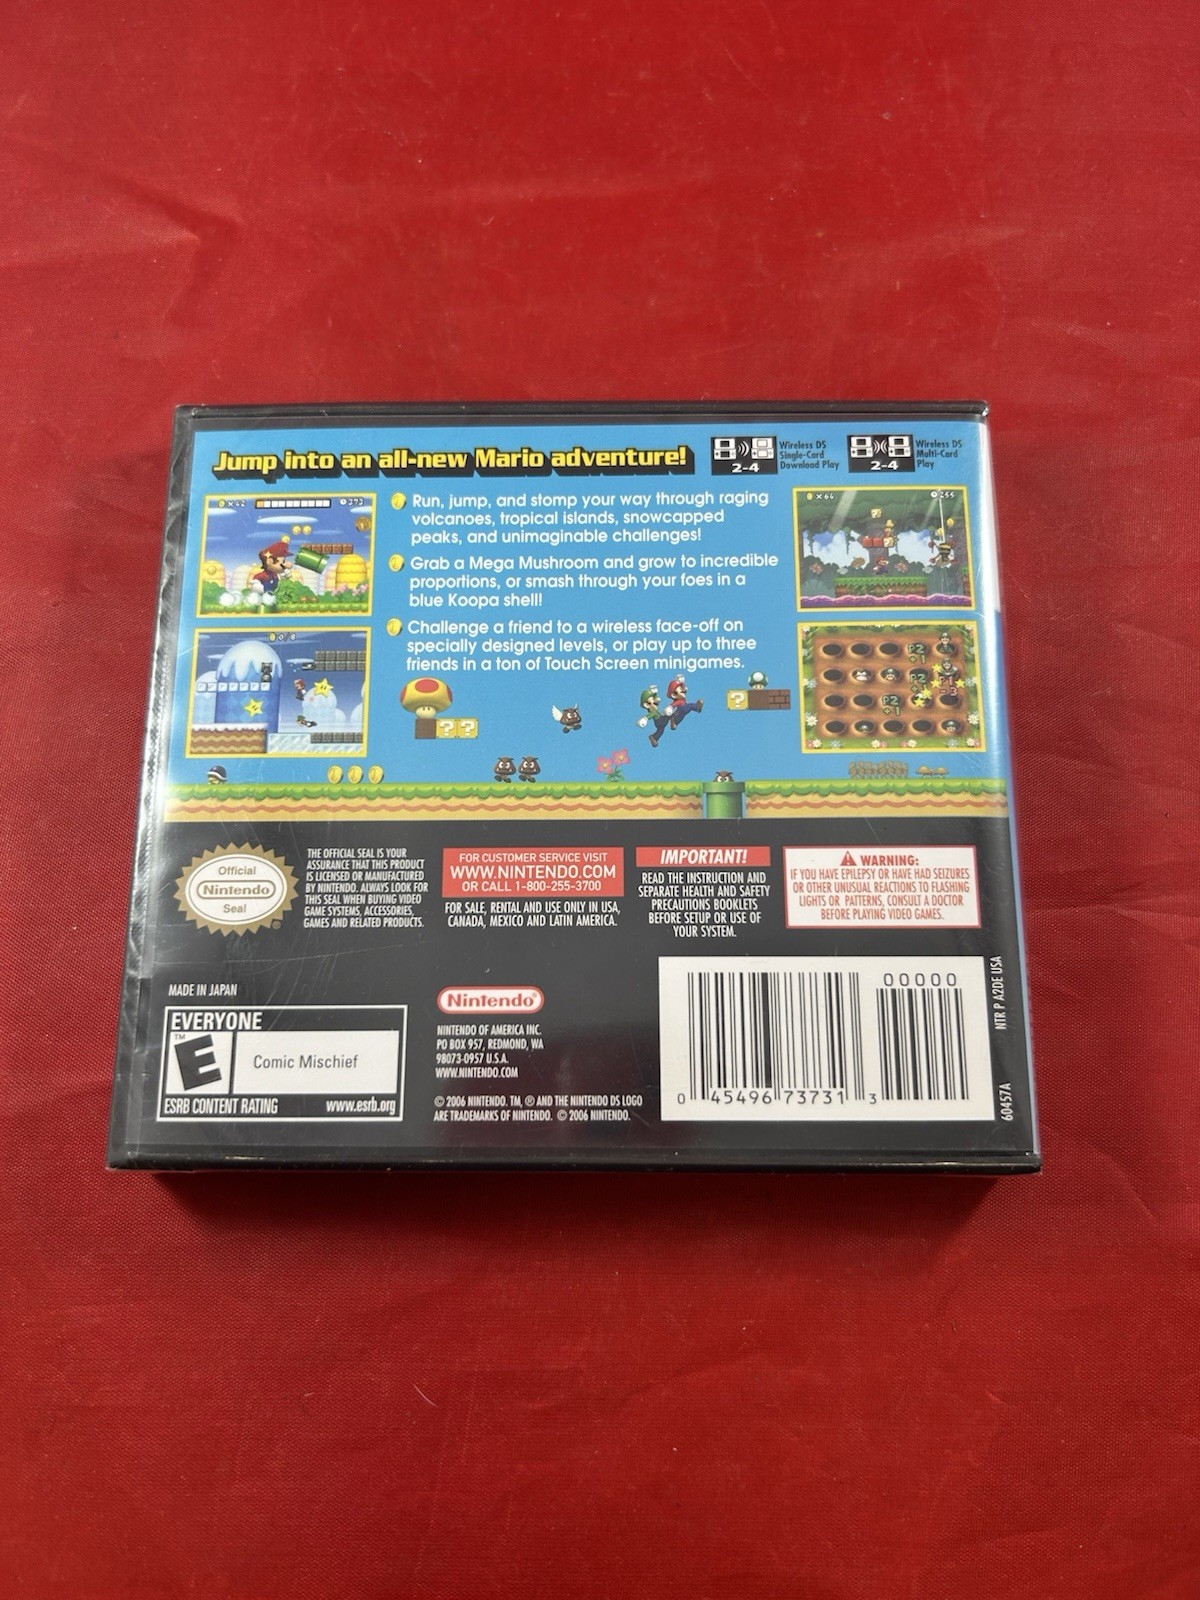 Jump into an all-new Mario adventure!
2-4
Wireless DS
Single-Card
Download Play
2-4
Wireless DS
Multi-Card
Play
Run, jump, and stomp your way through raging
volcanoes, tropical islands, snowcapped
peaks, and unimaginable challenges!
Grab a Mega Mushroom and grow to incredible
proportions, or smash through your foes in a
blue Koopa shell!
Challenge a friend to a wireless face-off on
specially designed levels, or play up to three
friends in a ton of Touch Screen minigames.
Official
Nintendo
Seal
®
THE OFFICIAL SEAL IS YOUR
ASSURANCE THAT THIS PRODUCT
IS LICENSED OR MANUFACTURED
BY NINTENDO. ALWAYS LOOK FOR
THIS SEAL WHEN BUYING VIDEO
GAME SYSTEMS, ACCESSORIES,
GAMES AND RELATED PRODUCTS.
FOR CUSTOMER SERVICE VISIT
WWW.NINTENDO.COM
OR CALL 1-800-255-3700
FOR SALE, RENTAL AND USE ONLY IN USA,
CANADA, MEXICO AND LATIN AMERICA.
IMPORTANT!
READ THE INSTRUCTION AND
SEPARATE HEALTH AND SAFETY
PRECAUTIONS BOOKLETS
BEFORE SETUP OR USE OF
YOUR SYSTEM.
WARNING:
IF YOU HAVE EPILEPSY OR HAVE HAD SEIZURES
OR OTHER UNUSUAL REACTIONS TO FLASHING
LIGHTS OR PATTERNS, CONSULT A DOCTOR
BEFORE PLAYING VIDEO GAMES.
MADE IN JAPAN
EVERYONE
TM
E
Comic Mischief
ESRB CONTENT RATING www.esrb.org
Nintendo®
NINTENDO OF AMERICA INC.
PO BOX 957, REDMOND, WA
98073-0957 U.S.A.
WWW.NINTENDO.COM
© 2006 NINTENDO. TM, ® AND THE NINTENDO DS LOGO
ARE TRADEMARKS OF NINTENDO. © 2006 NINTENDO.
00000
0 45496 73731 3
NTR P A2DE USA
60457A